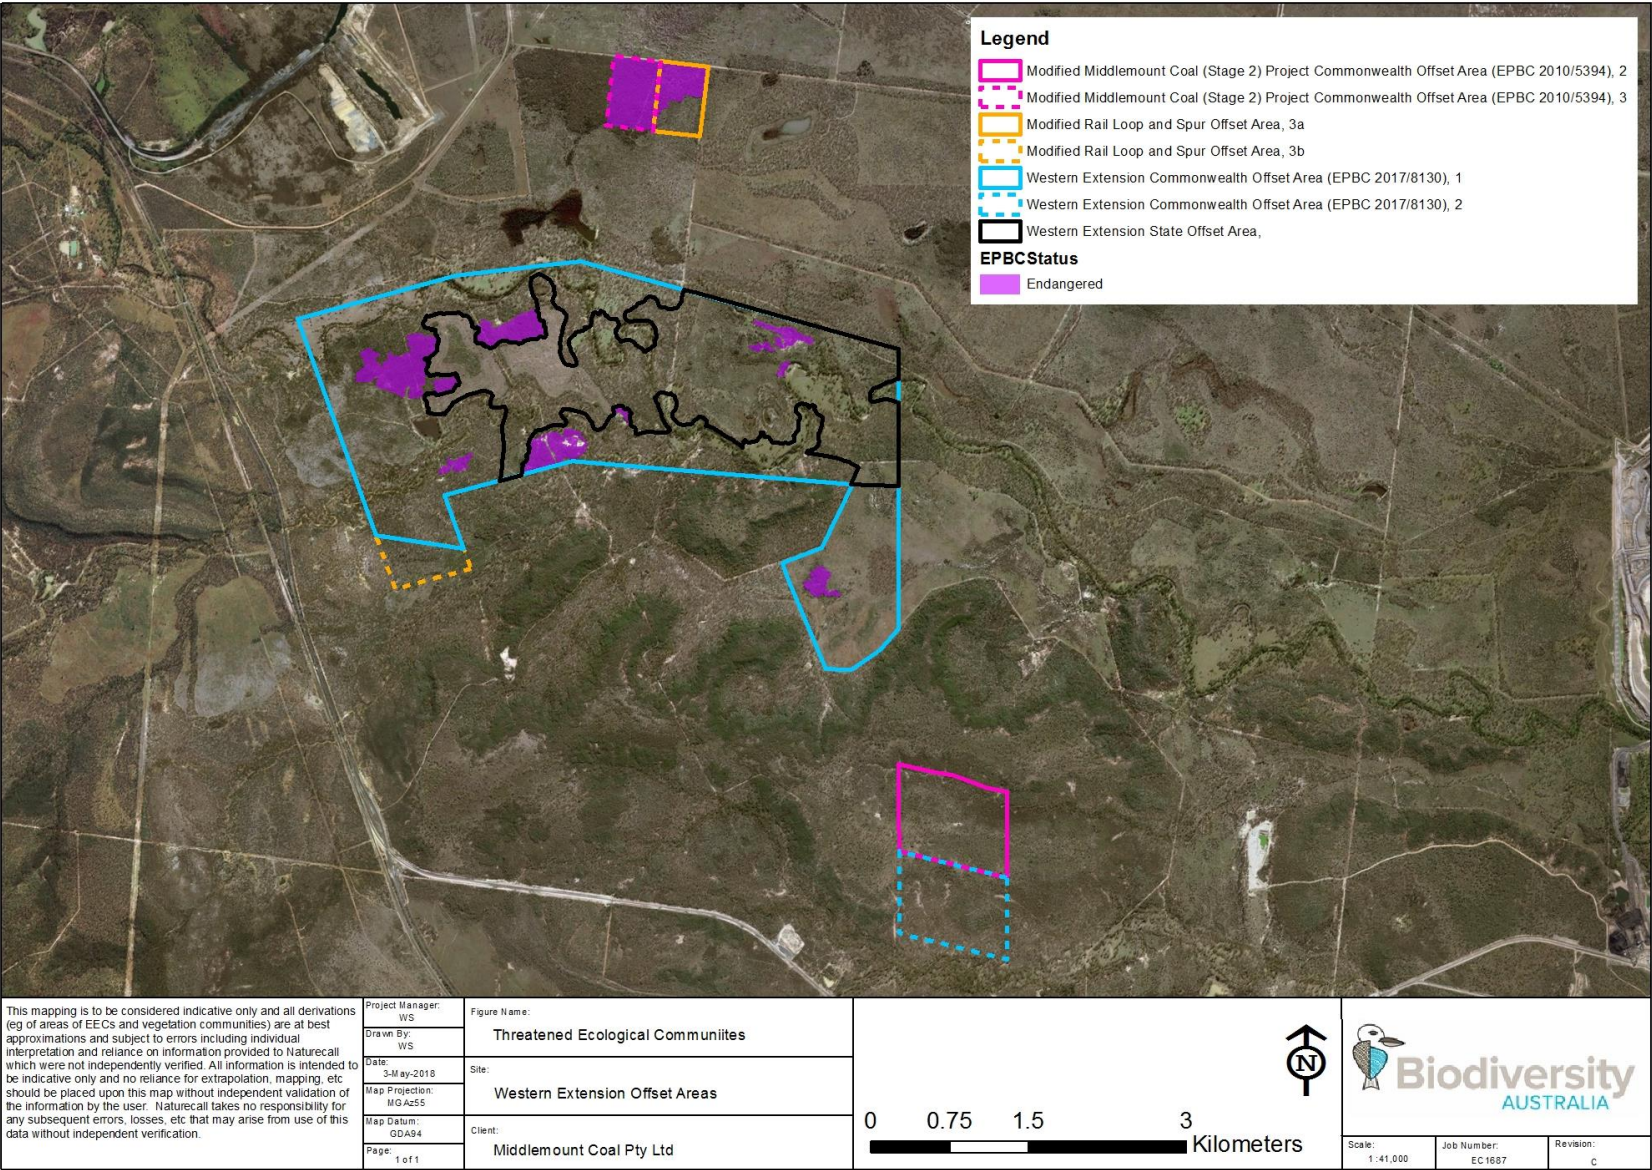 Legend
Modified Middlemount Coal (Stage 2) Project Commonwealth Offset Area (EPBC 2010/5394), 2
Modified Middlemount Coal (Stage 2) Project Commonwealth Offset Area (EPBC 2010/5394), 3
Modified Rail Loop and Spur Offset Area, 3a
Modified Rail Loop and Spur Offset Area, 3b
Western Extension Commonwealth Offset Area (EPBC 2017/8130), 1
Western Extension Commonwealth Offset Area (EPBC 2017/8130), 2
Western Extension State Offset Area,
EPBCStatus
Endangered
This mapping is to be considered indicative only and all derivations
(eg of areas of EECs and vegetation communities) are at best
approximations and subject to errors including individual
interpretation and reliance on information provided to Naturecall
which were not independently verified. All information is intended to
be indicative only and no reliance for extrapolation, mapping, etc
should be placed upon this map without independent validation of
the information by the user. Naturecall takes no responsibility for
any subsequent errors, losses, etc that may arise from use of this
data without independent verification.
Project Manager:
WS
Drawn By:
WS
Date:
3-May-2018
Map Projection:
MGAz55
Map Datum:
GDA94
Page:
1 of 1
Figure Name:
Threatened Ecological Communiites
Site:
Western Extension Offset Areas
Client:
Middlemount Coal Pty Ltd
N
0 0.75 1.5 3
Kilometers
Biodiversity
AUSTRALIA
Scale:
1:41,000
Job Number:
EC1687
Revision:
C